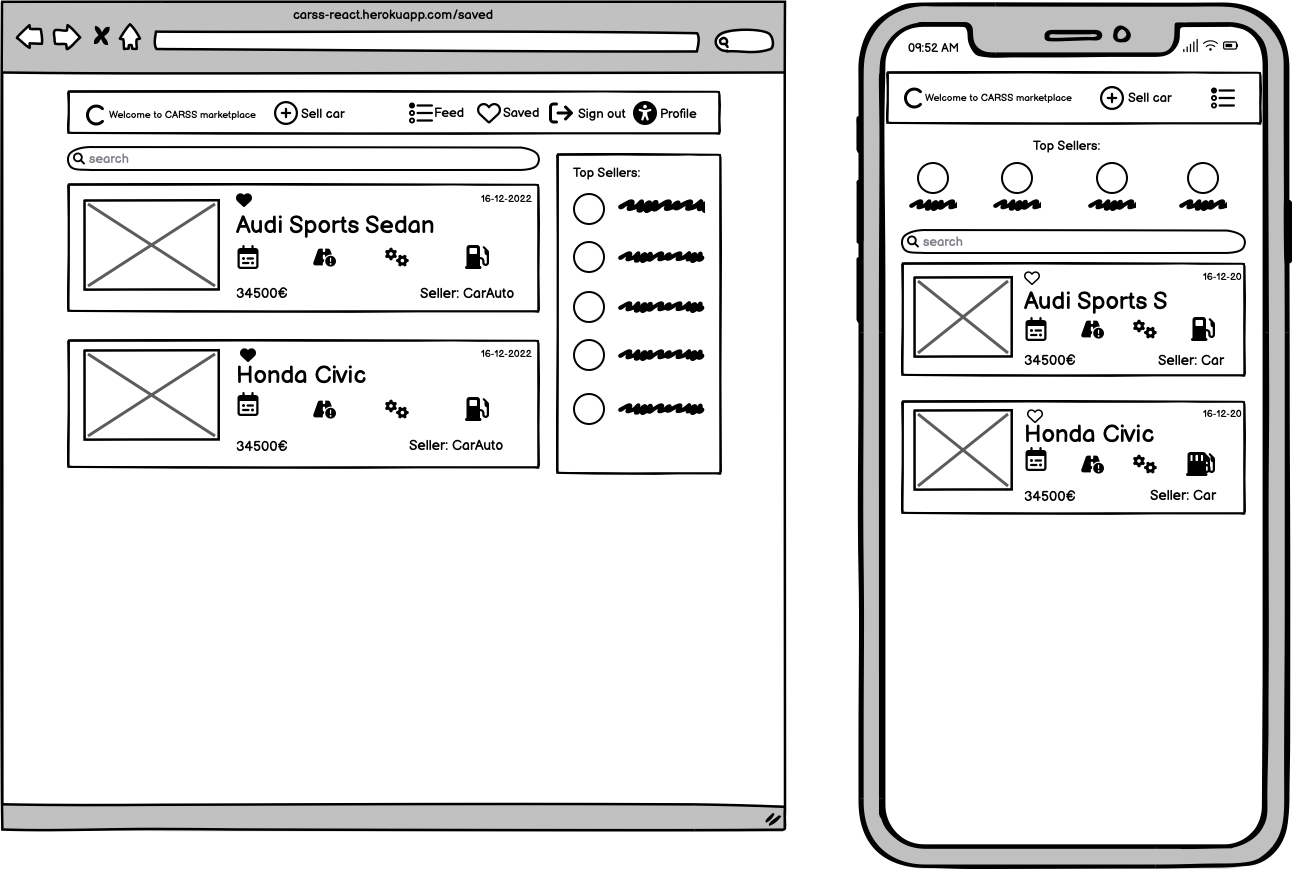 carss-react.herokuapp.com/saved
Welcome to CARSS marketplace
Sell car
Feed
Saved
Sign out
Profile
search
16-12-2022
Audi Sports Sedan
34500€
Seller: CarAuto
16-12-2022
Honda Civic
34500€
Seller: CarAuto
Top Sellers:
09:52 AM
Welcome to CARSS marketplace
Sell car
Top Sellers:
search
16-12-20
Audi Sports S
34500€
Seller: Car
16-12-20
Honda Civic
34500€
Seller: Car